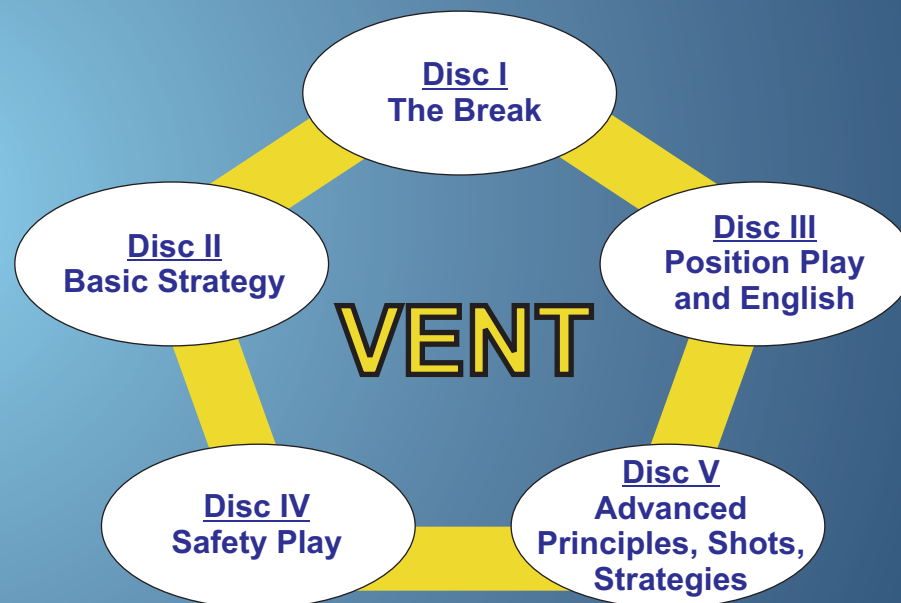 Disc I
The Break
Disc II
Basic Strategy
Disc III
Position Play
and English
VENT
Disc IV
Safety Play
Disc V
Advanced
Principles, Shots,
Strategies